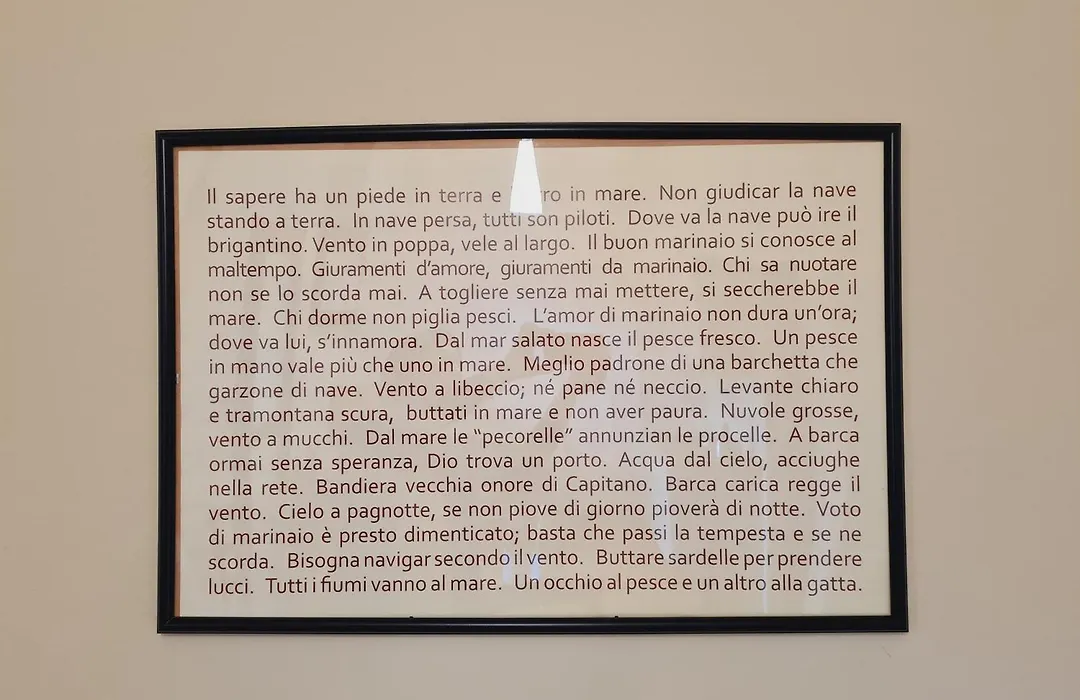 Il sapere ha un piede in terra e in mare. Non giudicar la nave
stando a terra. In nave persa, tutti son piloti. Dove va la nave può ire il
brigantino. Vento in poppa, vele al largo. Il buon marinaio si conosce al
maltempo. Giuramenti d'amore, giuramenti da marinaio. Chi sa nuotare
non se lo scorda mai. A togliere senza mai mettere, si seccherebbe il
mare. Chi dorme non piglia pesci. L'amor di marinaio non dura un'ora;
dove va lui, s'innamora. Dal mar salato nasce il pesce fresco. Un pesce
in mano vale più che uno in mare. Meglio padrone di una barchetta che
garzone di nave. Vento a libeccio; né pane né neccio. Levante chiaro
e tramontana scura, buttati in mare e non aver paura. Nuvole grosse,
vento a mucchi. Dal mare le "pecorelle" annunzian le procelle. A barca
ormai senza speranza, Dio trova un porto. Acqua dal cielo, acciughe
nella rete. Bandiera vecchia onore di Capitano. Barca carica regge il
vento. Cielo a pagnotte, se non piove di giorno pioverà di notte. Voto
di marinaio è presto dimenticato; basta che passi la tempesta e se ne
scorda. Bisogna navigar secondo il vento. Buttare sardelle per prendere
lucci. Tutti i fiumi vanno al mare. Un occhio al pesce e un altro alla gatta.